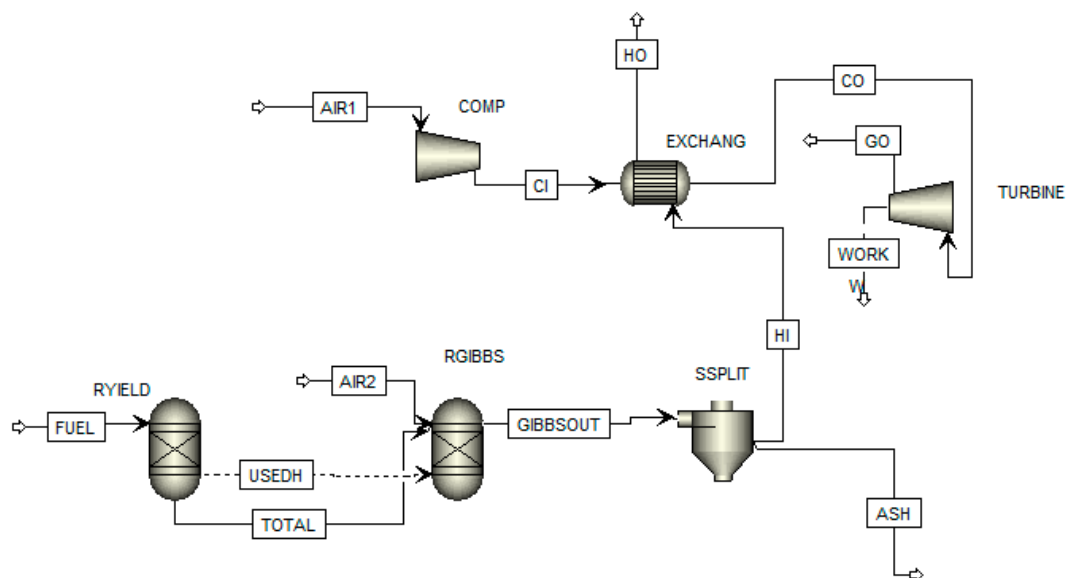 HO
CO
AIR1
COMP
GO
EXCHANG
CI
TURBINE
WORK
W
HI
RGIBBS
SSPLIT
AIR2
RYIELD
FUEL
GIBBSOUT
USEDH
ASH
TOTAL